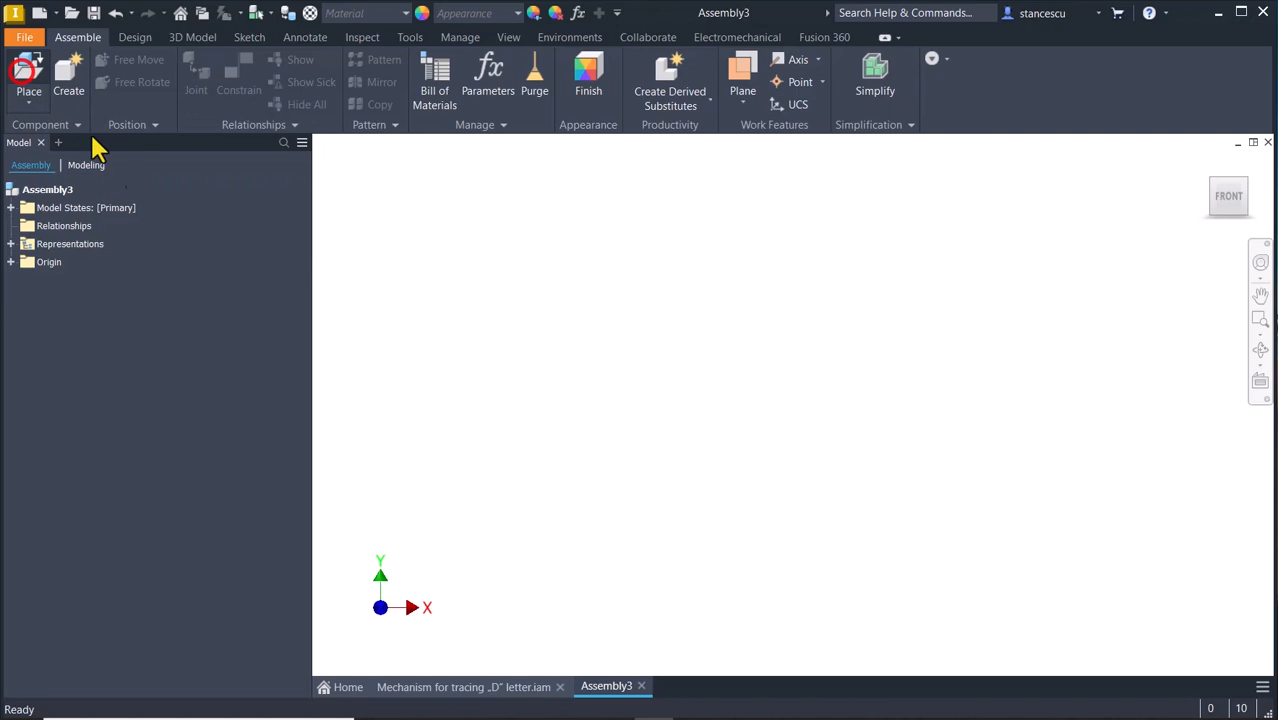 I Material Appearance fx Assembly3 Search Help & Commands... stancescu
File Assemble Design 3D Model Sketch Annotate Inspect Tools Manage View Environments Collaborate Electromechanical Fusion 360
Place Create Free Move Free Rotate Joint Constrain Show Show Sick Hide All Pattern Mirror Copy Bill of Materials fx Parameters Purge Finish Create Derived Substitutes Plane Axis Point UCS Simplify
Component Position Relationships Pattern Manage Appearance Productivity Work Features Simplification
Model
Assembly | Modeling
Assembly3
Model States: [Primary]
Relationships
Representations
Origin
FRONT
Y
X
Home Mechanism for tracing „D” letter.iam Assembly3
Ready 0 10